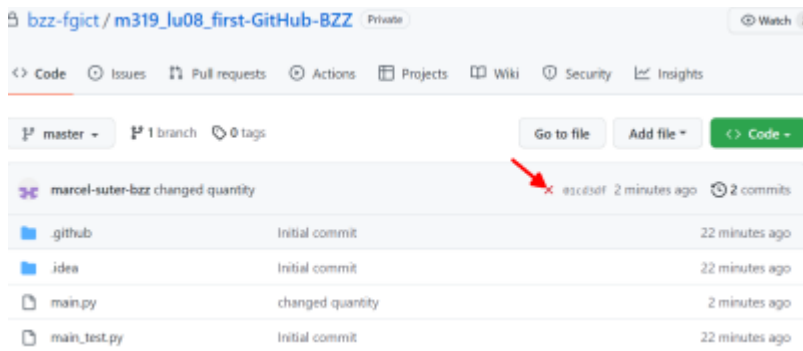 bzz-fgict / m319_lu08_first-GitHub-BZZ Private Watch
Code Issues Pull requests Actions Projects Wiki Security Insights
master 1 branch 0 tags Go to file Add file Code
marcel-suter-bzz changed quantity 2 minutes ago 2 commits
.github Initial commit 22 minutes ago
.idea Initial commit 22 minutes ago
main.py changed quantity 2 minutes ago
main_test.py Initial commit 22 minutes ago